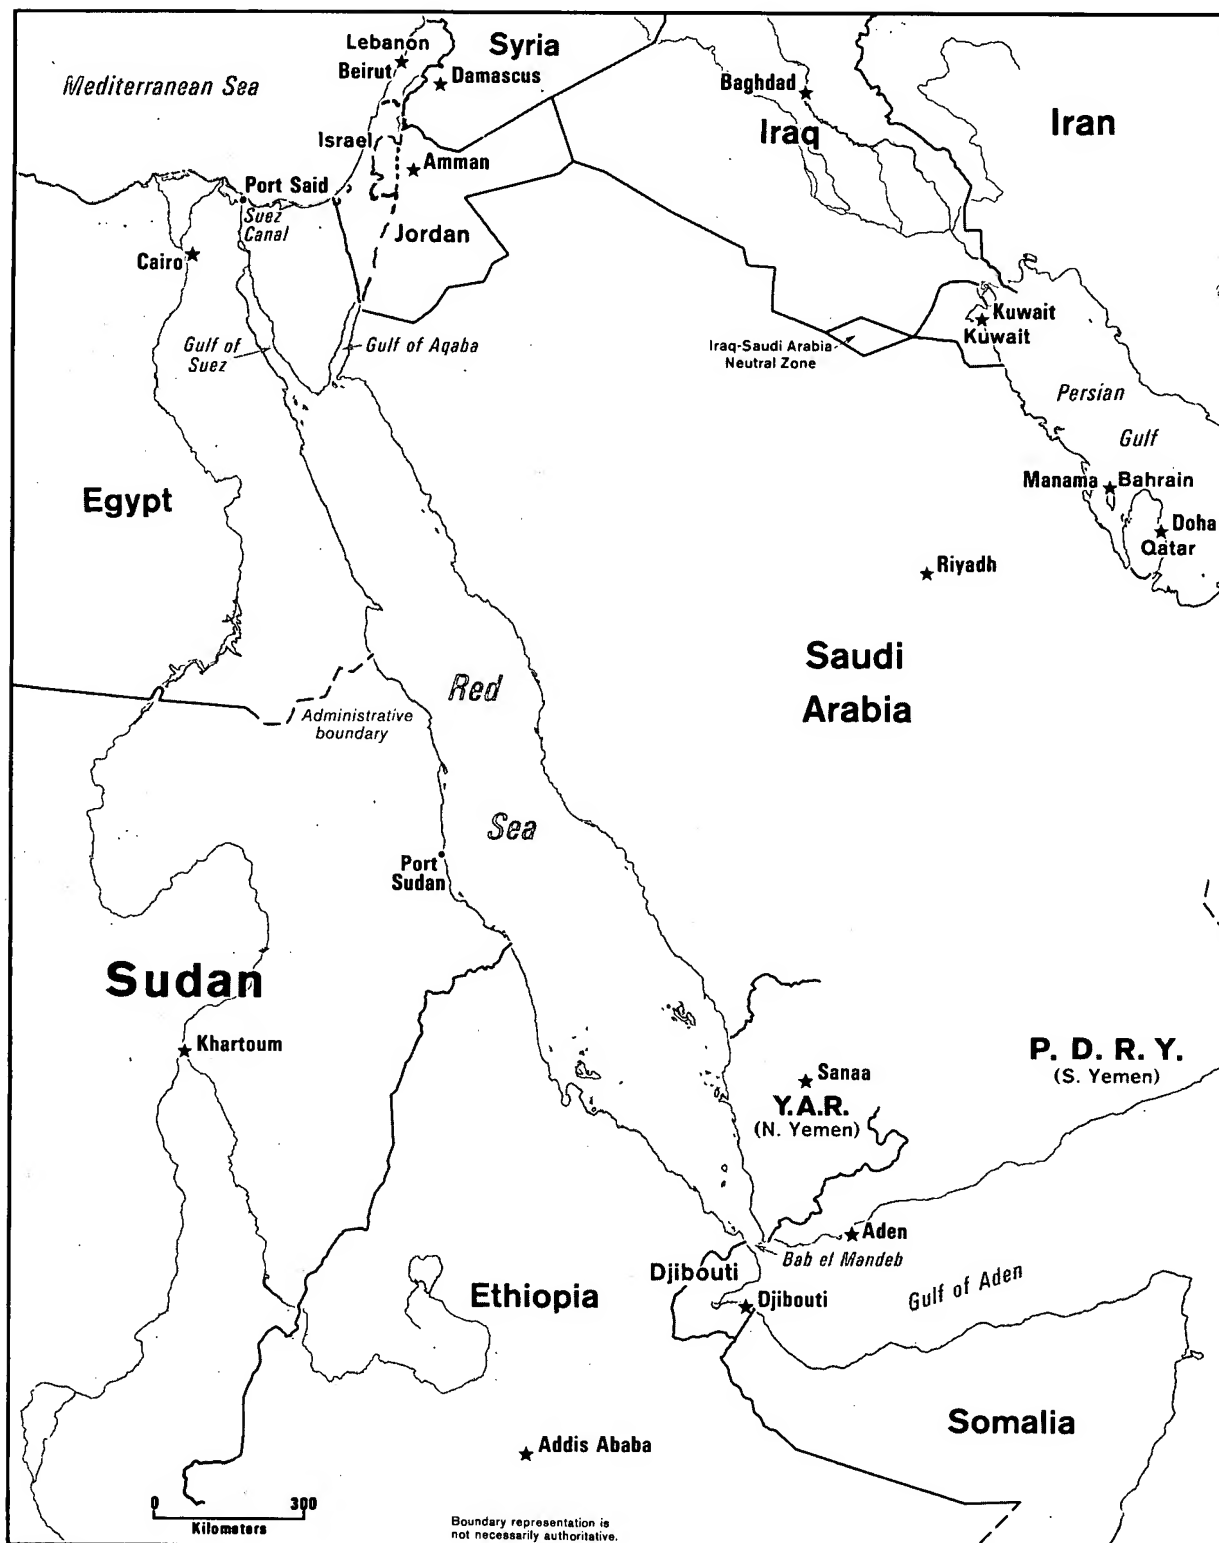 Lebanon
Syria
Beirut
Damascus
Mediterranean Sea
Baghdad
Iraq
Iran
Israel
Amman
Port Said
Suez
Canal
Jordan
Cairo
Kuwait
Kuwait
Gulf of
Suez
Gulf of Aqaba
Iraq-Saudi Arabia
Neutral Zone
Persian
Gulf
Manama
Bahrain
Egypt
Doha
Qatar
Riyadh
Saudi
Arabia
Red
Sea
Administrative
boundary
Port
Sudan
Sudan
Khartoum
P. D. R. Y.
(S. Yemen)
Sanaa
Y.A.R.
(N. Yemen)
Aden
Bab el Mandeb
Djibouti
Djibouti
Gulf of Aden
Ethiopia
Somalia
Addis Ababa
0 300
Kilometers
Boundary representation is
not necessarily authoritative.